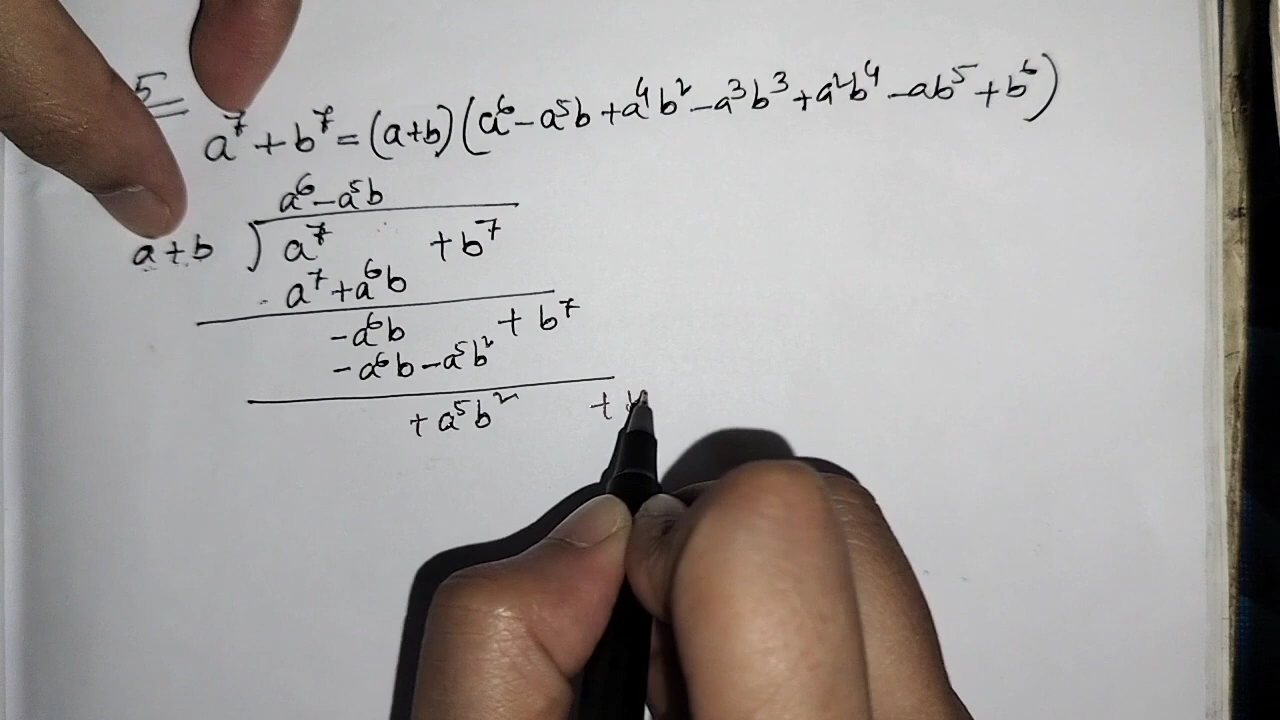 5
a⁷ + b⁷ = (a+b)(a⁶ - a⁵b + a⁴b² - a³b³ + a²b⁴ - ab⁵ + b⁶)
a⁶ - a⁵b
a+b ) a⁷ + b⁷
- a⁷ + a⁶b
-a⁶b + b⁷
-a⁶b - a⁵b²
+ a⁵b² +